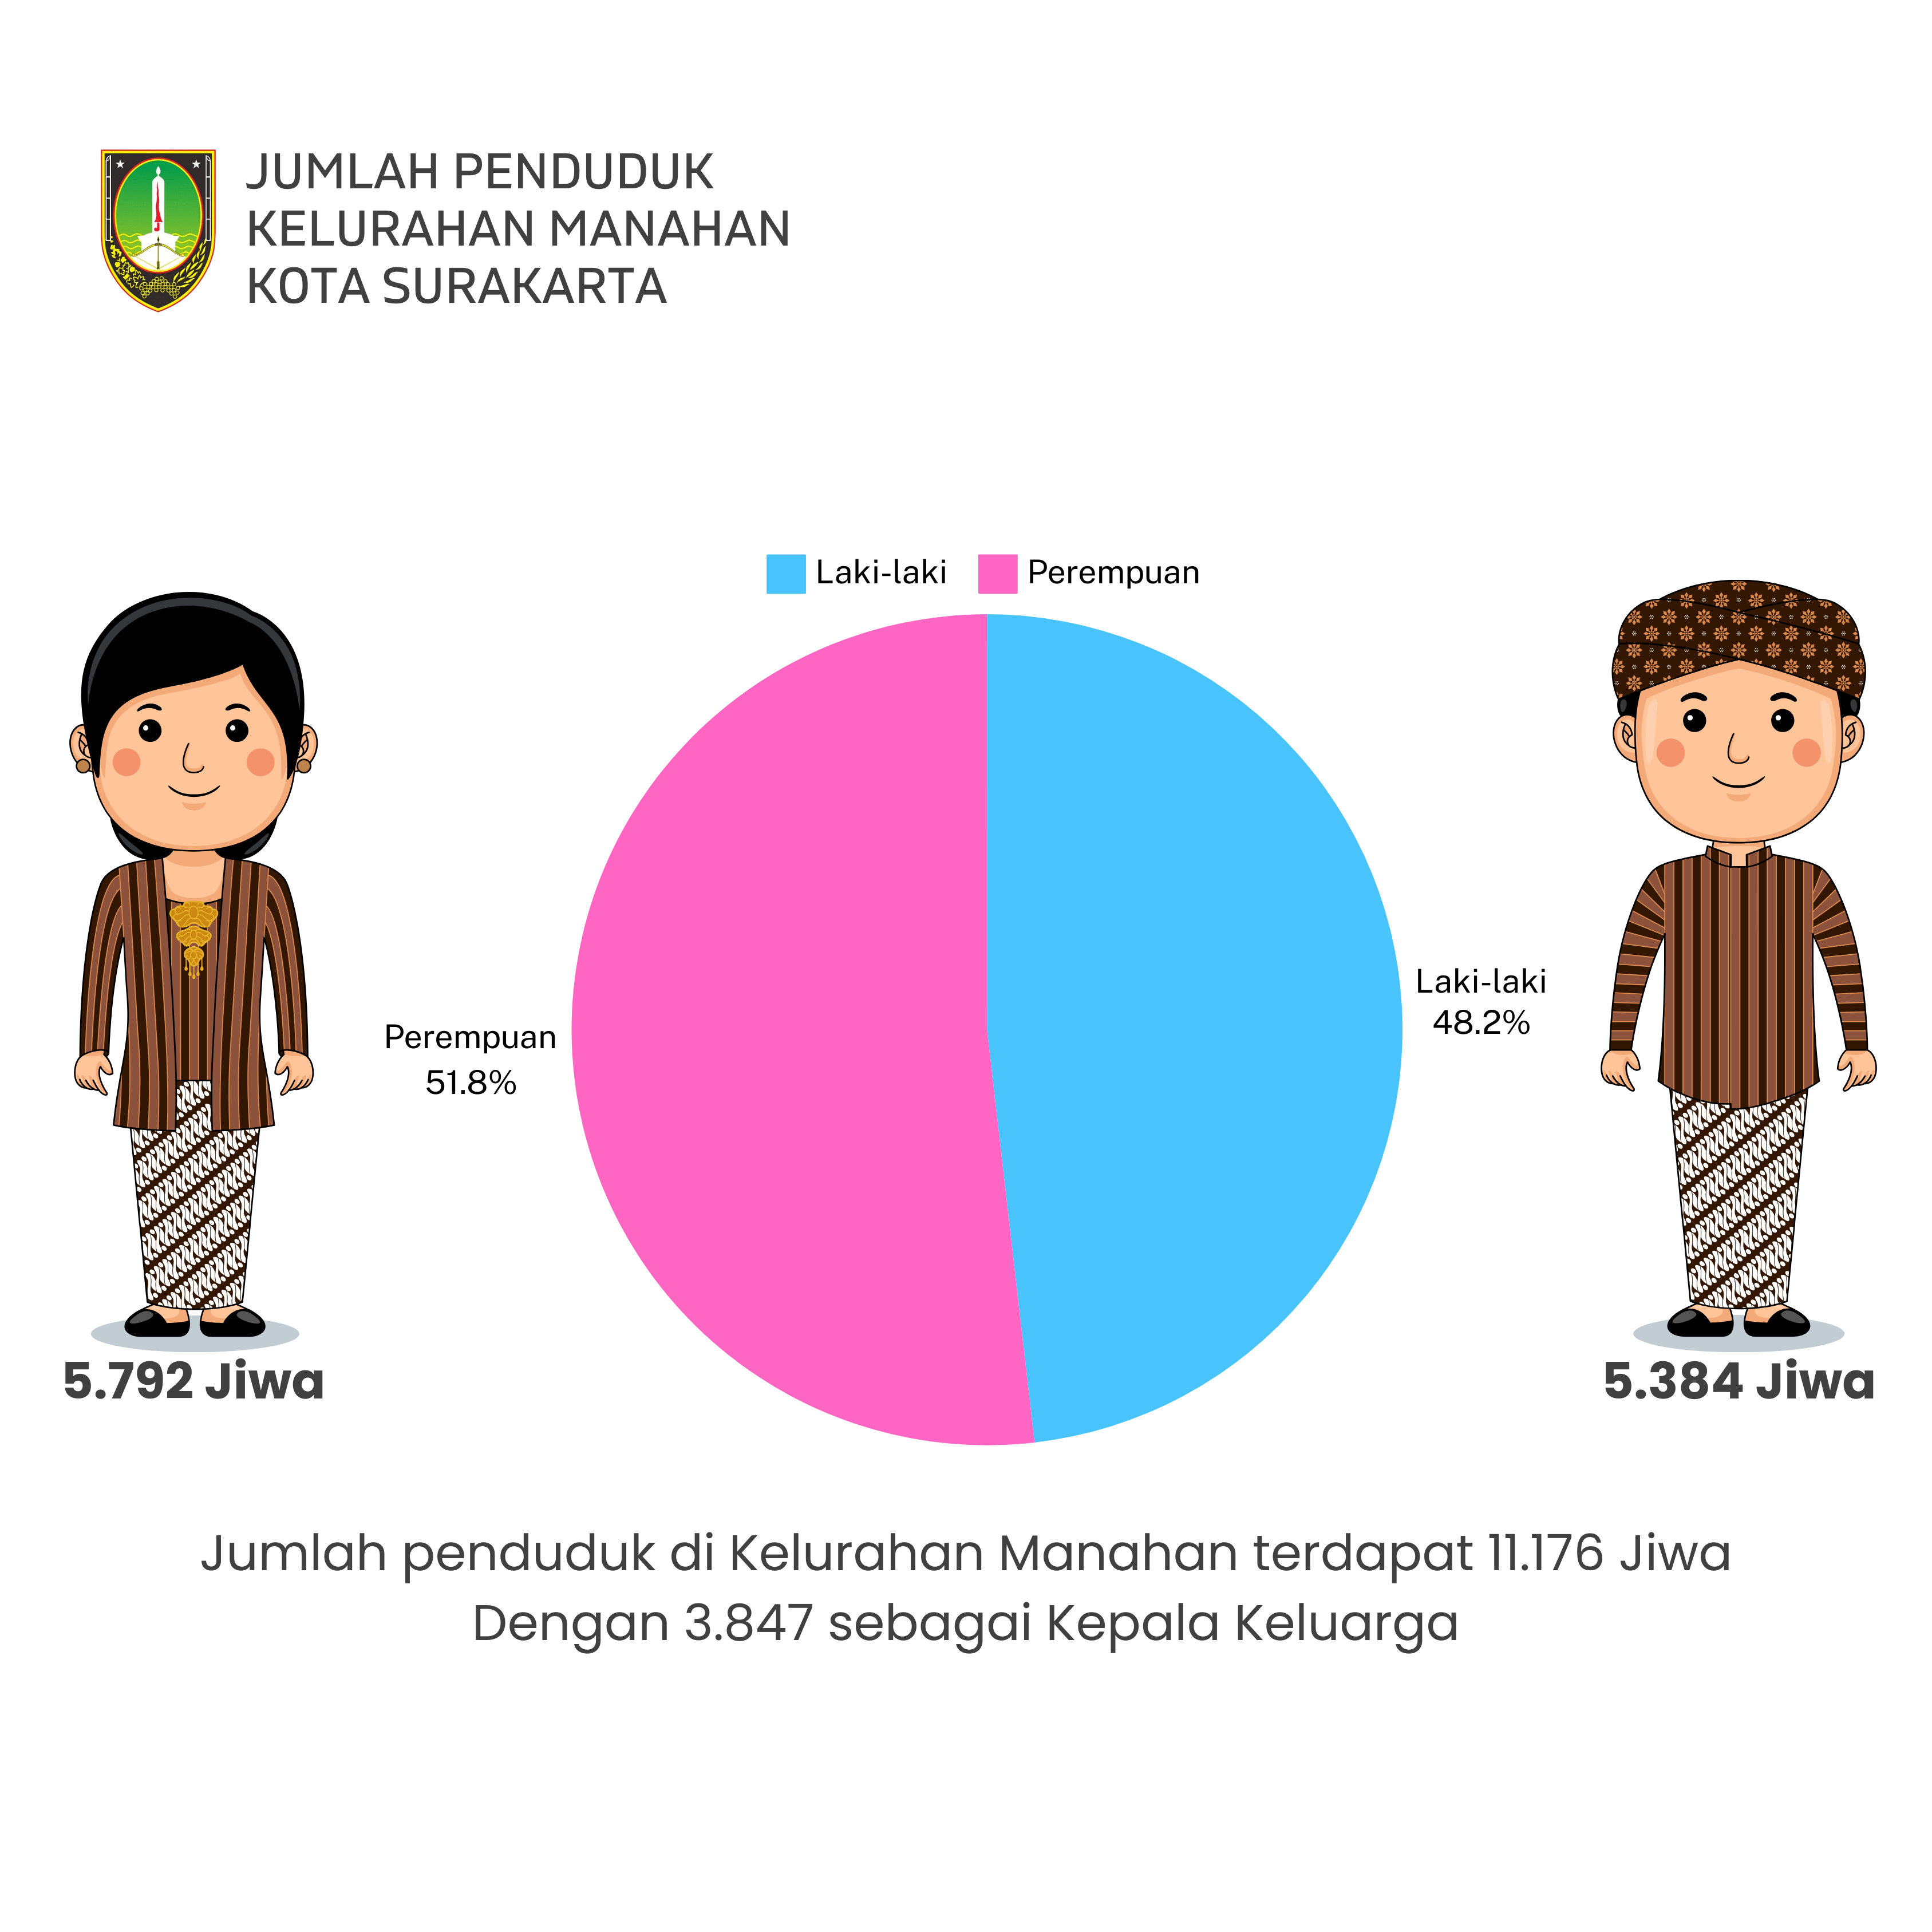 JUMLAH PENDUDUK
KELURAHAN MANAHAN
KOTA SURAKARTA
Laki-laki
Perempuan
Perempuan
51.8%
Laki-laki
48.2%
5.792 Jiwa
5.384 Jiwa
Jumlah penduduk di Kelurahan Manahan terdapat 11.176 Jiwa
Dengan 3.847 sebagai Kepala Keluarga